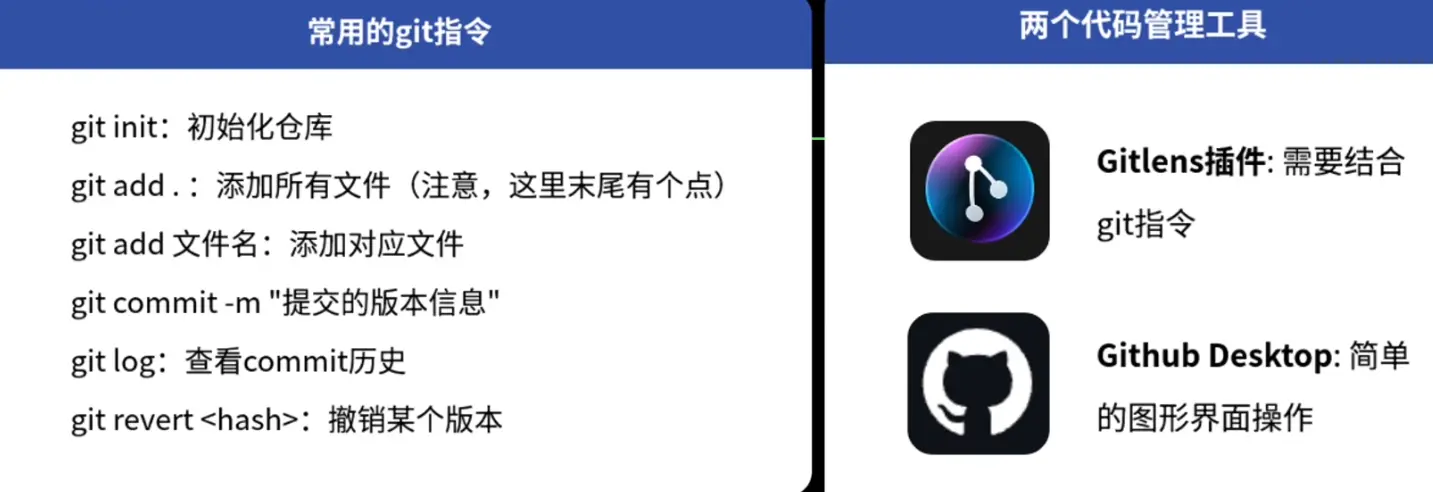 常用的git指令
git init：初始化仓库
git add . ：添加所有文件（注意，这里末尾有个点）
git add 文件名：添加对应文件
git commit -m "提交的版本信息"
git log：查看commit历史
git revert <hash>：撤销某个版本
两个代码管理工具
Gitlens插件: 需要结合
git指令
Github Desktop: 简单
的图形界面操作